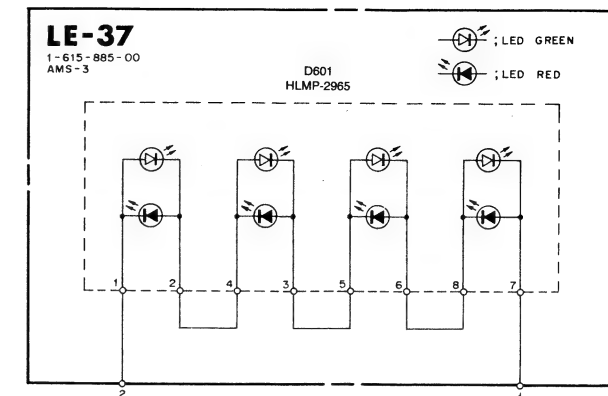 LE-37
1-615-885-00
AMS-3
; LED GREEN
; LED RED
D601
HLMP-2965
1 2 4 3 5 6 8 7
2